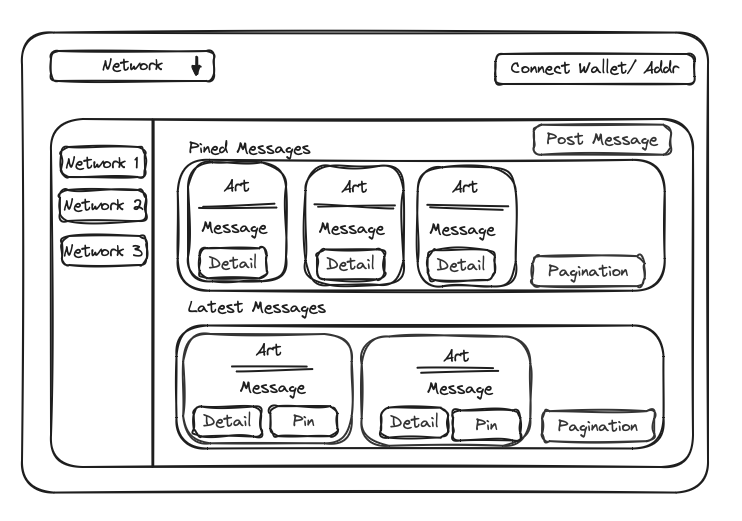 Network
Connect Wallet/ Addr
Post Message
Network 1
Network 2
Network 3
Pined Messages
Art
Message
Detail
Art
Message
Detail
Art
Message
Detail
Pagination
Latest Messages
Art
Message
Detail
Pin
Art
Message
Detail
Pin
Pagination